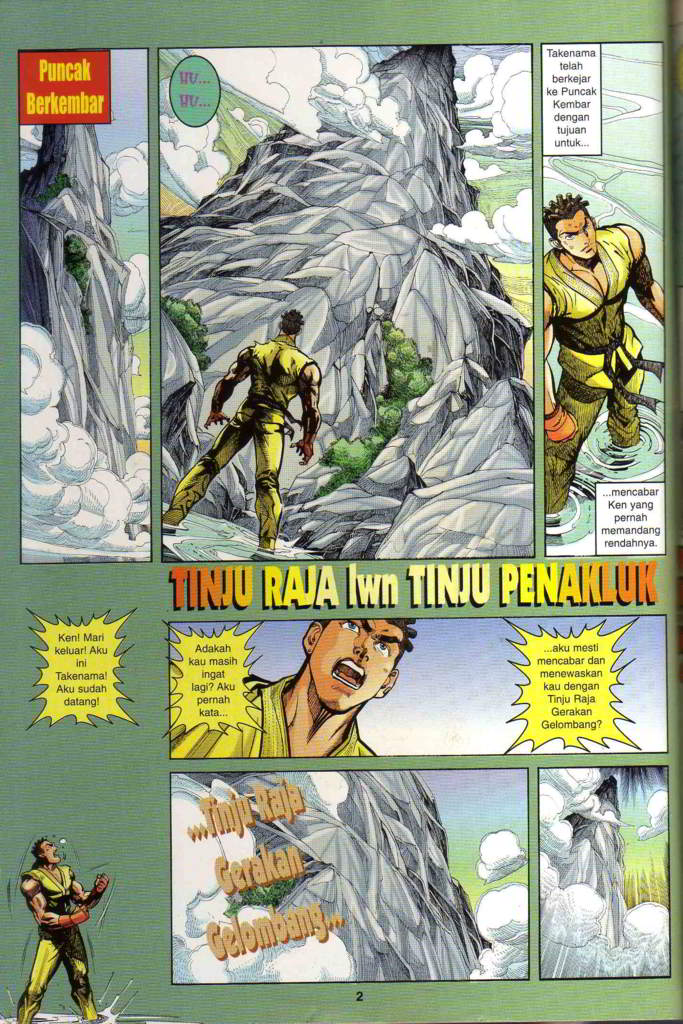 Puncak
Berkembar
HU...
HU...
Takenama
telah
berkejar
ke Puncak
Kembar
dengan
tujuan
untuk...
...mencabar
Ken yang
pernah
memandang
rendahnya.
TINJU RAJA lwn TINJU PENAKLUK
Ken! Mari
keluar! Aku
ini
Takenama!
Aku sudah
datang!
Adakah
kau masih
ingat
lagi? Aku
pernah
kata...
...aku mesti
mencabar dan
menewaskan
kau dengan
Tinju Raja
Gerakan
Gelombang?
...Tinju Raja
Gerakan
Gelombang...
2